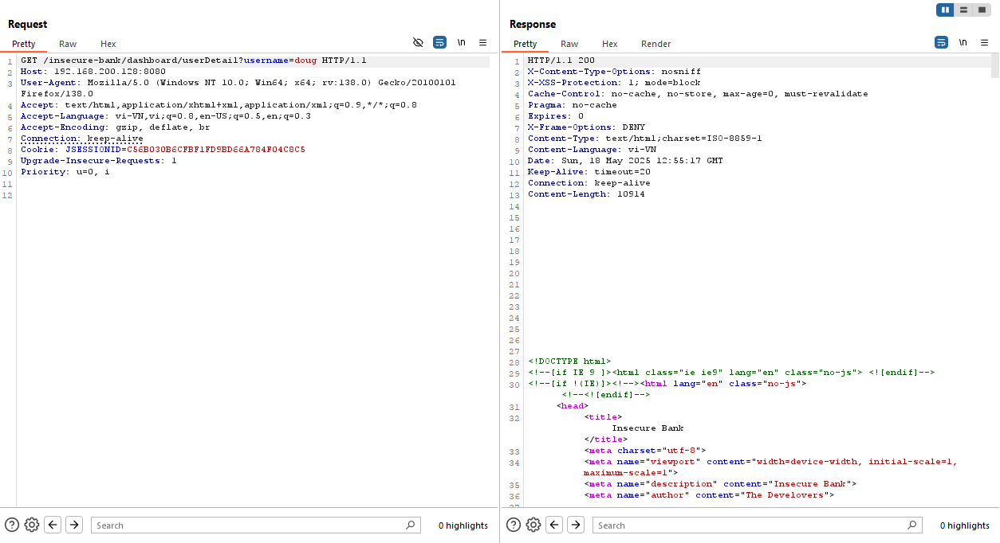 Request
Pretty Raw Hex
\n
1 GET /insecure-bank/dashboard/userDetail?username=doug HTTP/1.1
2 Host: 192.168.200.128:8080
3 User-Agent: Mozilla/5.0 (Windows NT 10.0; Win64; x64; rv:138.0) Gecko/20100101
Firefox/138.0
4 Accept: text/html,application/xhtml+xml,application/xml;q=0.9,*/*;q=0.8
5 Accept-Language: vi-VN,vi;q=0.8,en-US;q=0.5,en;q=0.3
6 Accept-Encoding: gzip, deflate, br
7 Connection: keep-alive
8 Cookie: JSESSIONID=C56B030B6CFBF1FD9BD66A784F04C8C5
9 Upgrade-Insecure-Requests: 1
10 Priority: u=0, i
11
12
Search
0 highlights
Response
Pretty Raw Hex Render
\n
1 HTTP/1.1 200
2 X-Content-Type-Options: nosniff
3 X-XSS-Protection: 1; mode=block
4 Cache-Control: no-cache, no-store, max-age=0, must-revalidate
5 Pragma: no-cache
6 Expires: 0
7 X-Frame-Options: DENY
8 Content-Type: text/html;charset=ISO-8859-1
9 Content-Language: vi-VN
10 Date: Sun, 18 May 2025 12:55:17 GMT
11 Keep-Alive: timeout=20
12 Connection: keep-alive
13 Content-Length: 10914
14
15
16
17
18
19
20
21
22
23
24
25
26
27
28 <!DOCTYPE html>
29 <!--[if IE 9 ]><html class="ie ie9" lang="en" class="no-js"> <![endif]-->
30 <!--[if !(IE)]><!--><html lang="en" class="no-js">
<!--<![endif]-->
31 <head>
32 <title>
Insecure Bank
</title>
33 <meta charset="utf-8">
34 <meta name="viewport" content="width=device-width, initial-scale=1,
maximum-scale=1">
35 <meta name="description" content="Insecure Bank">
36 <meta name="author" content="The Develovers">
37
Search
0 highlights